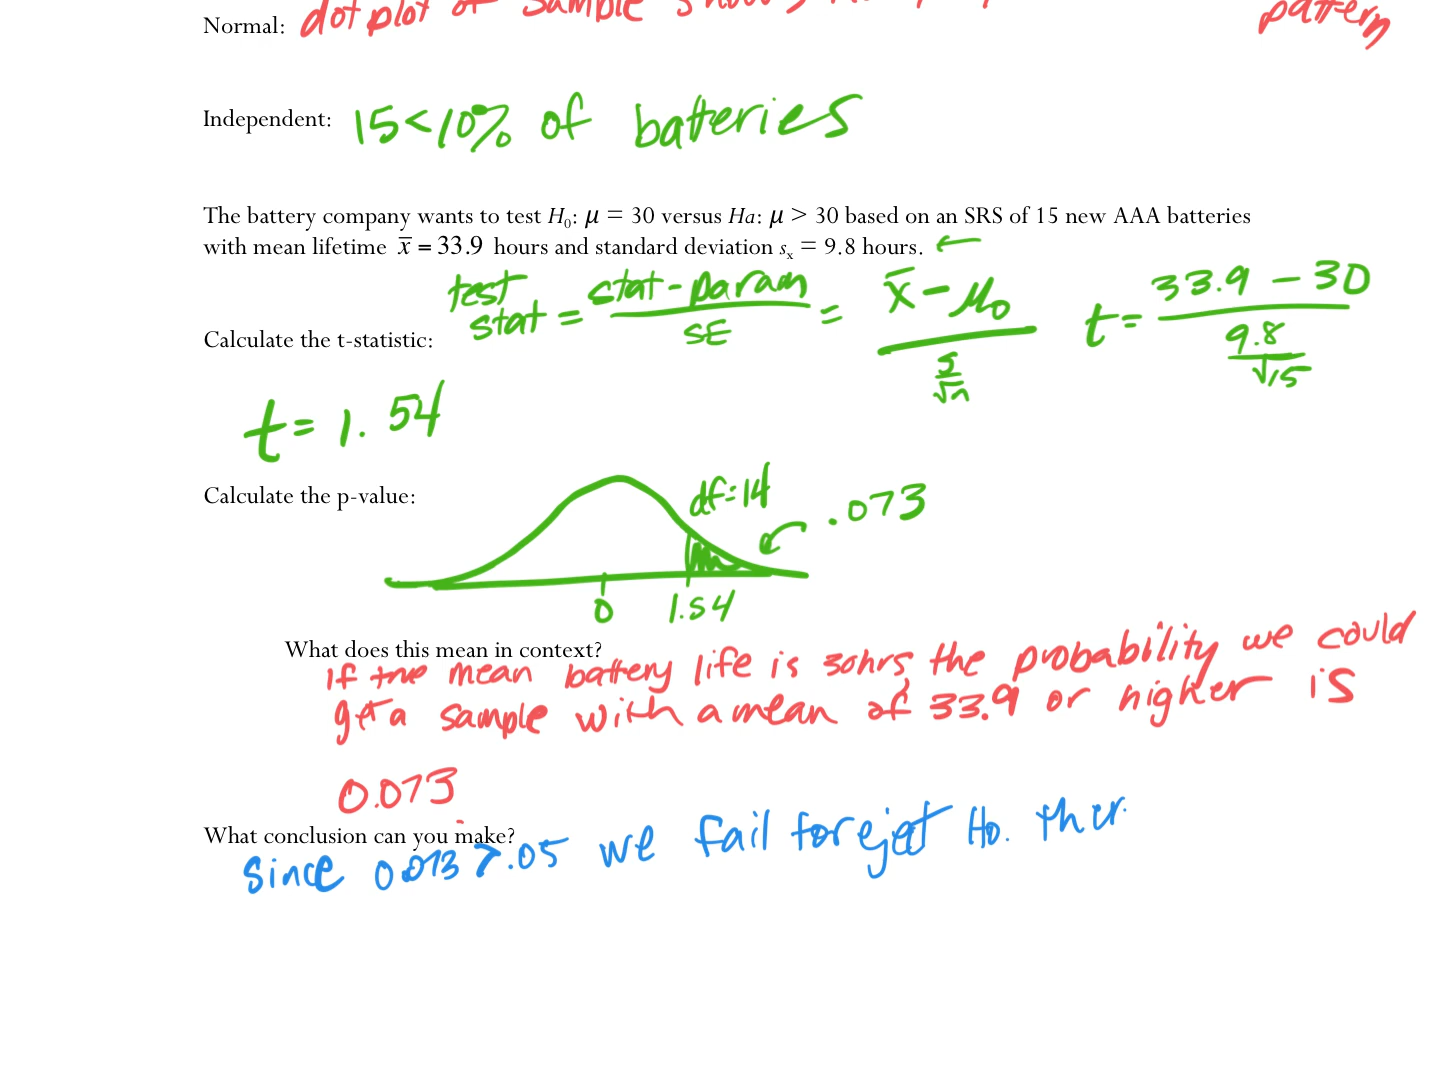 Normal: dot plot of sample shows pattern
Independent: 15<10% of batteries
The battery company wants to test H₀: μ = 30 versus Ha: μ > 30 based on an SRS of 15 new AAA batteries
with mean lifetime x̅ = 33.9 hours and standard deviation sₓ = 9.8 hours. ←
test stat = stat - param / SE = x̅ - μ₀ / s/√n t = 33.9 - 30 / 9.8/√15
Calculate the t-statistic:
t = 1.54
Calculate the p-value:
df=14
.073
0 1.54
What does this mean in context?
if true mean battery life is 30hrs, the probability we could
get a sample with a mean of 33.9 or higher is
0.073
What conclusion can you make?
Since 0.073 > .05 we fail to reject H₀. ther.